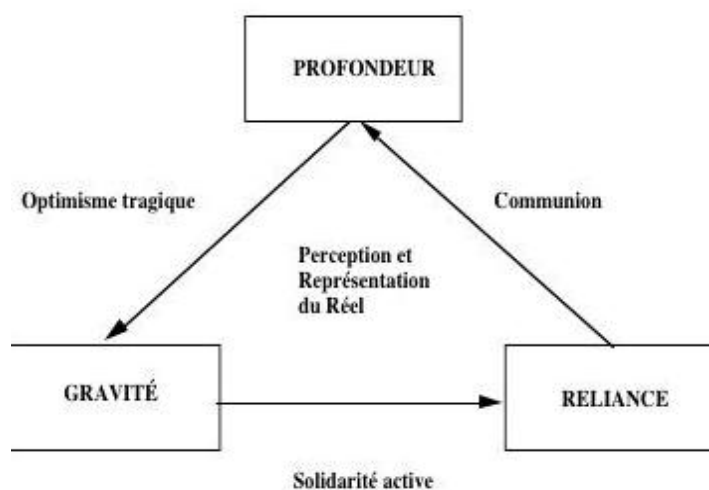 PROFONDEUR
Optimisme tragique
Communion
Perception et
Représentation
du Réel
GRAVITÉ
RELIANCE
Solidarité active